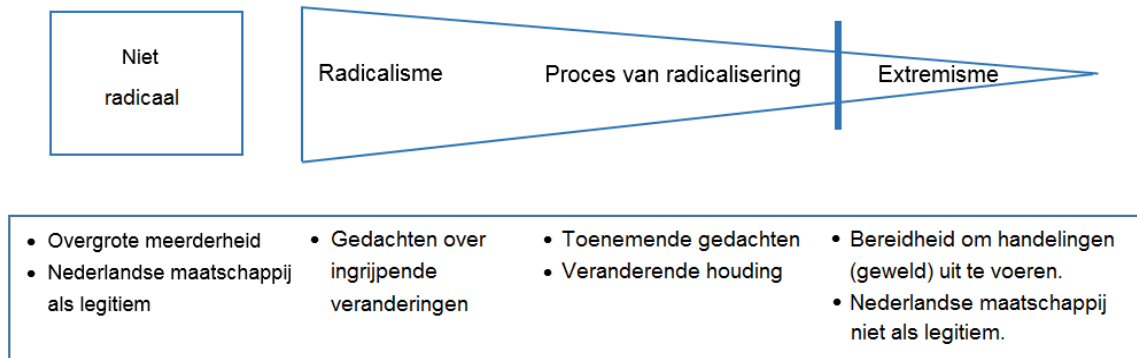 Niet
radicaal
Radicalisme
Proces van radicalisering
Extremisme
• Overgrote meerderheid
• Nederlandse maatschappij
als legitiem
• Gedachten over
ingrijpende
veranderingen
• Toenemende gedachten
• Veranderende houding
• Bereidheid om handelingen
(geweld) uit te voeren.
• Nederlandse maatschappij
niet als legitiem.